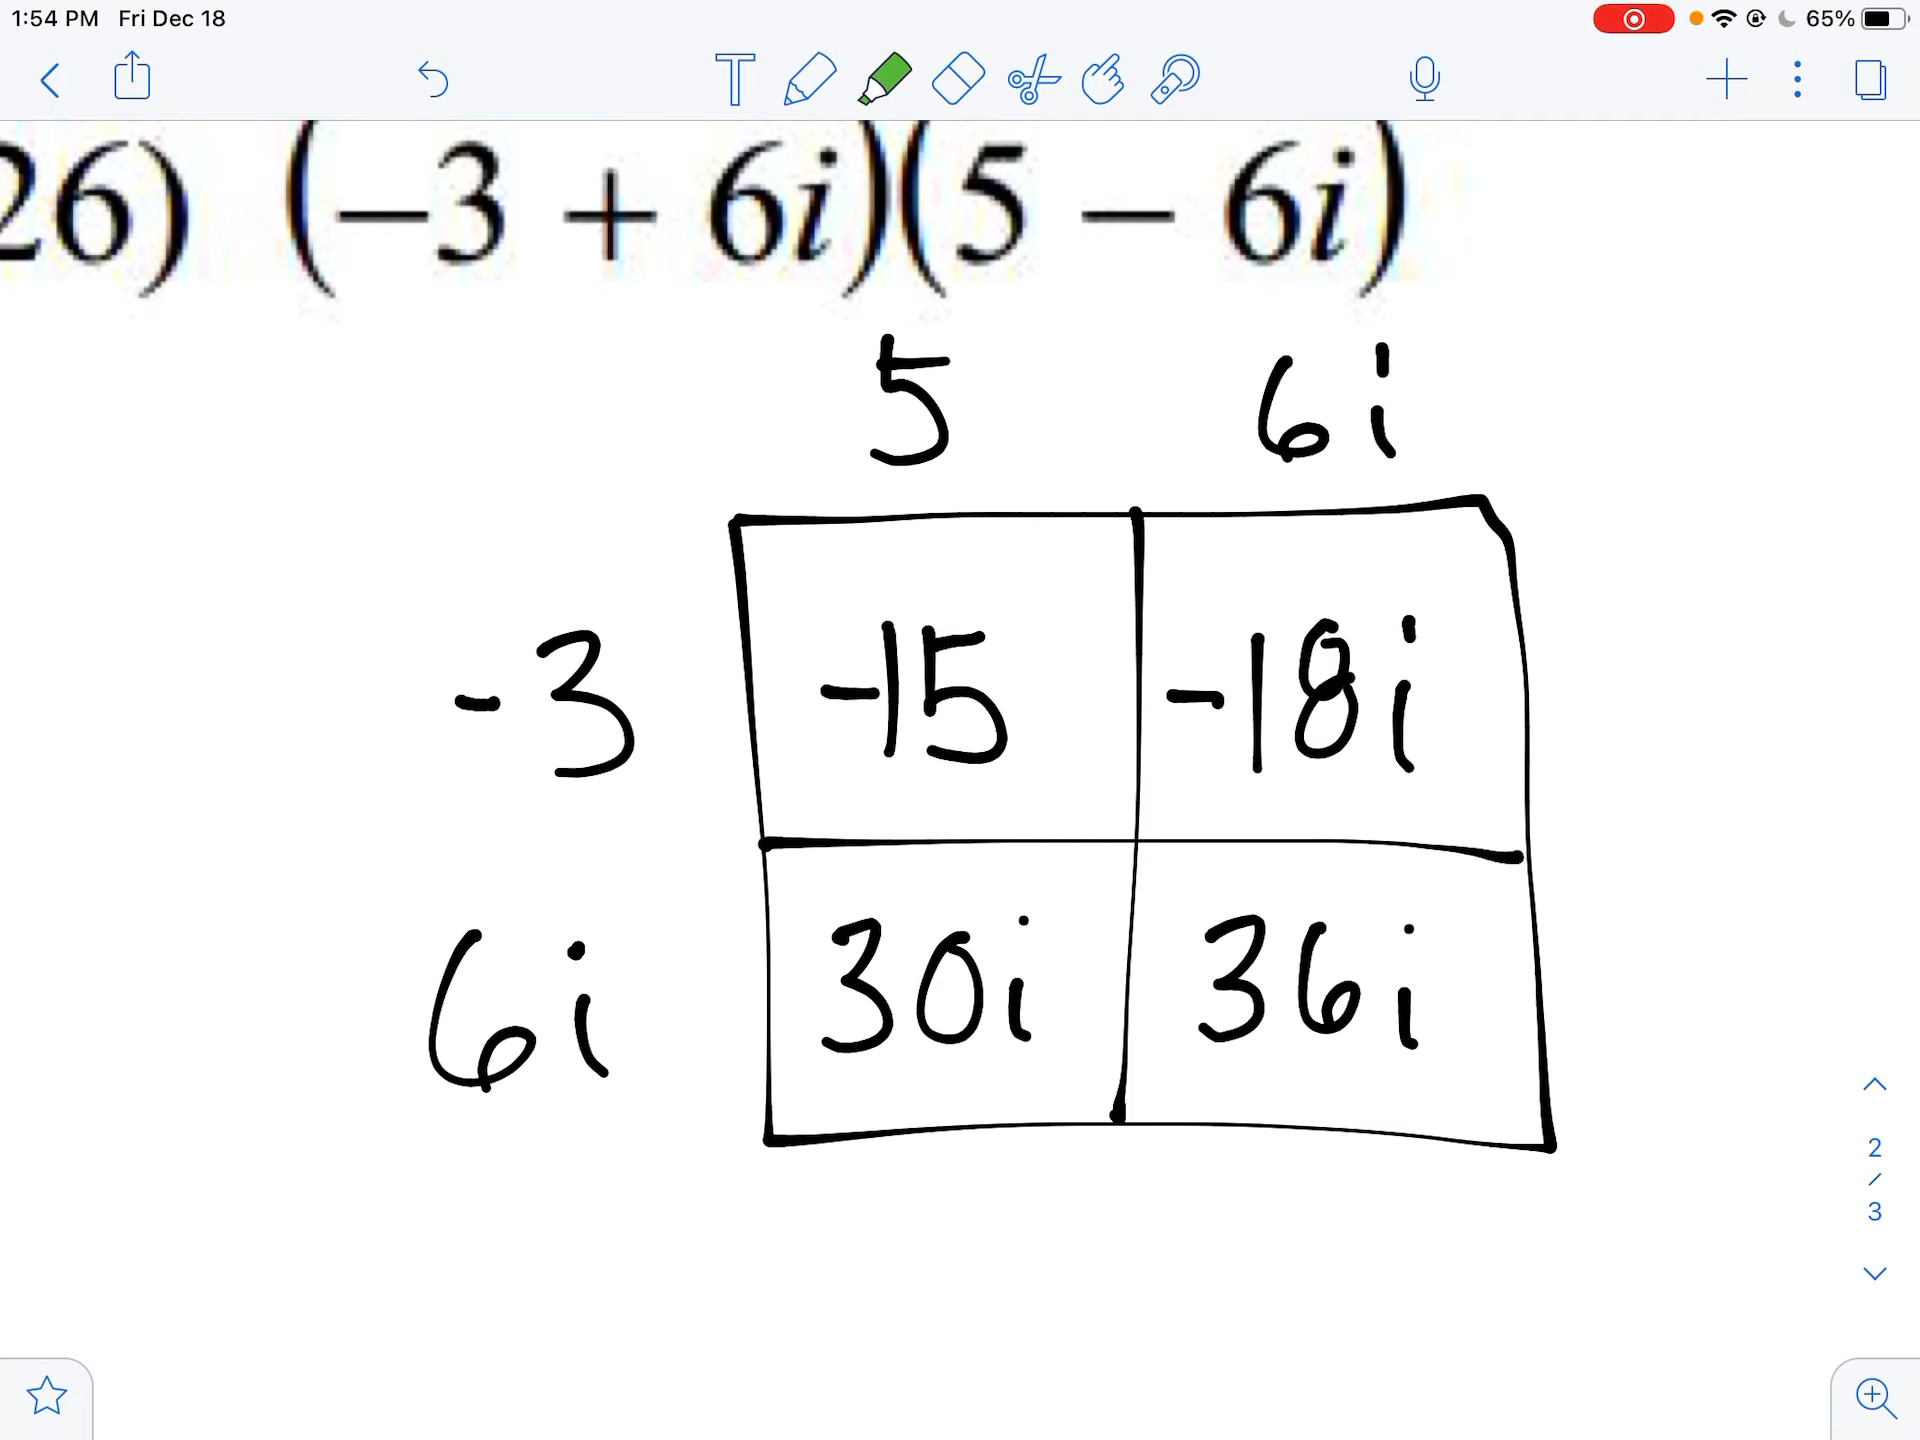 1:54 PM Fri Dec 18
65%
T
26) (−3 + 6i)(5 − 6i)
5 6i
-3 -15 -18i
6i 30i 36i
2
/
3